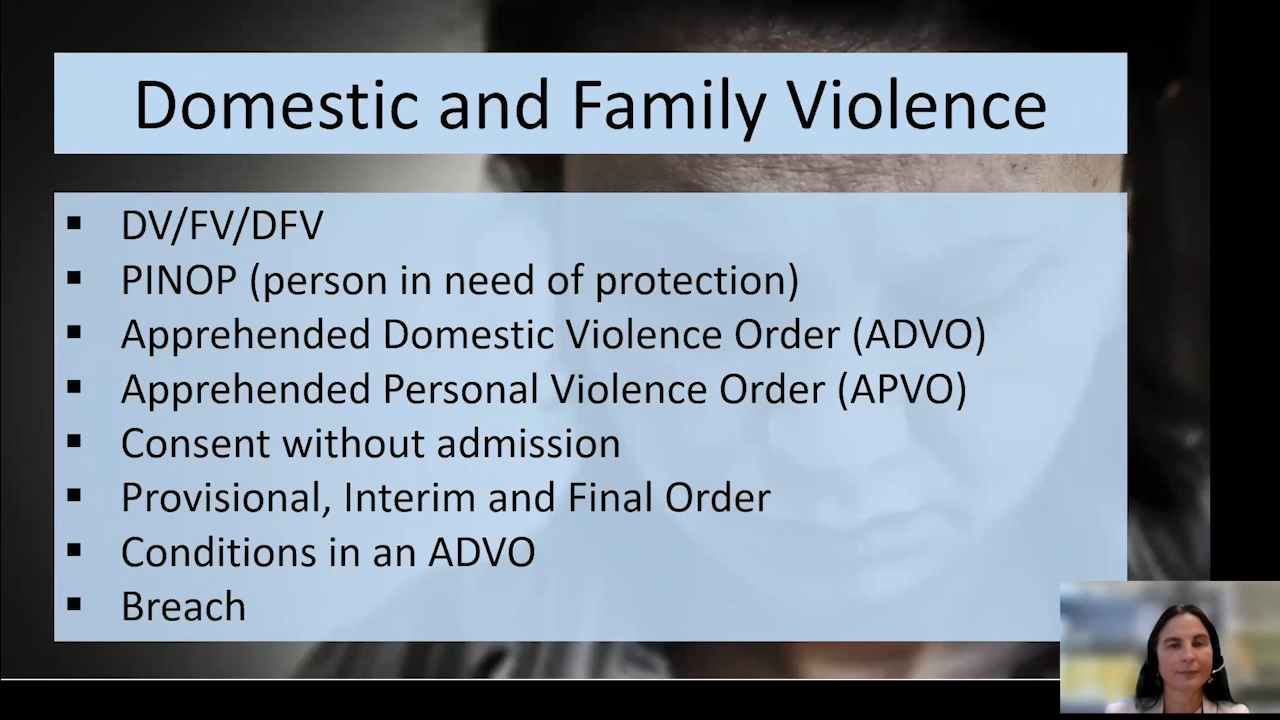 Domestic and Family Violence
▪ DV/FV/DFV
▪ PINOP (person in need of protection)
▪ Apprehended Domestic Violence Order (ADVO)
▪ Apprehended Personal Violence Order (APVO)
▪ Consent without admission
▪ Provisional, Interim and Final Order
▪ Conditions in an ADVO
▪ Breach